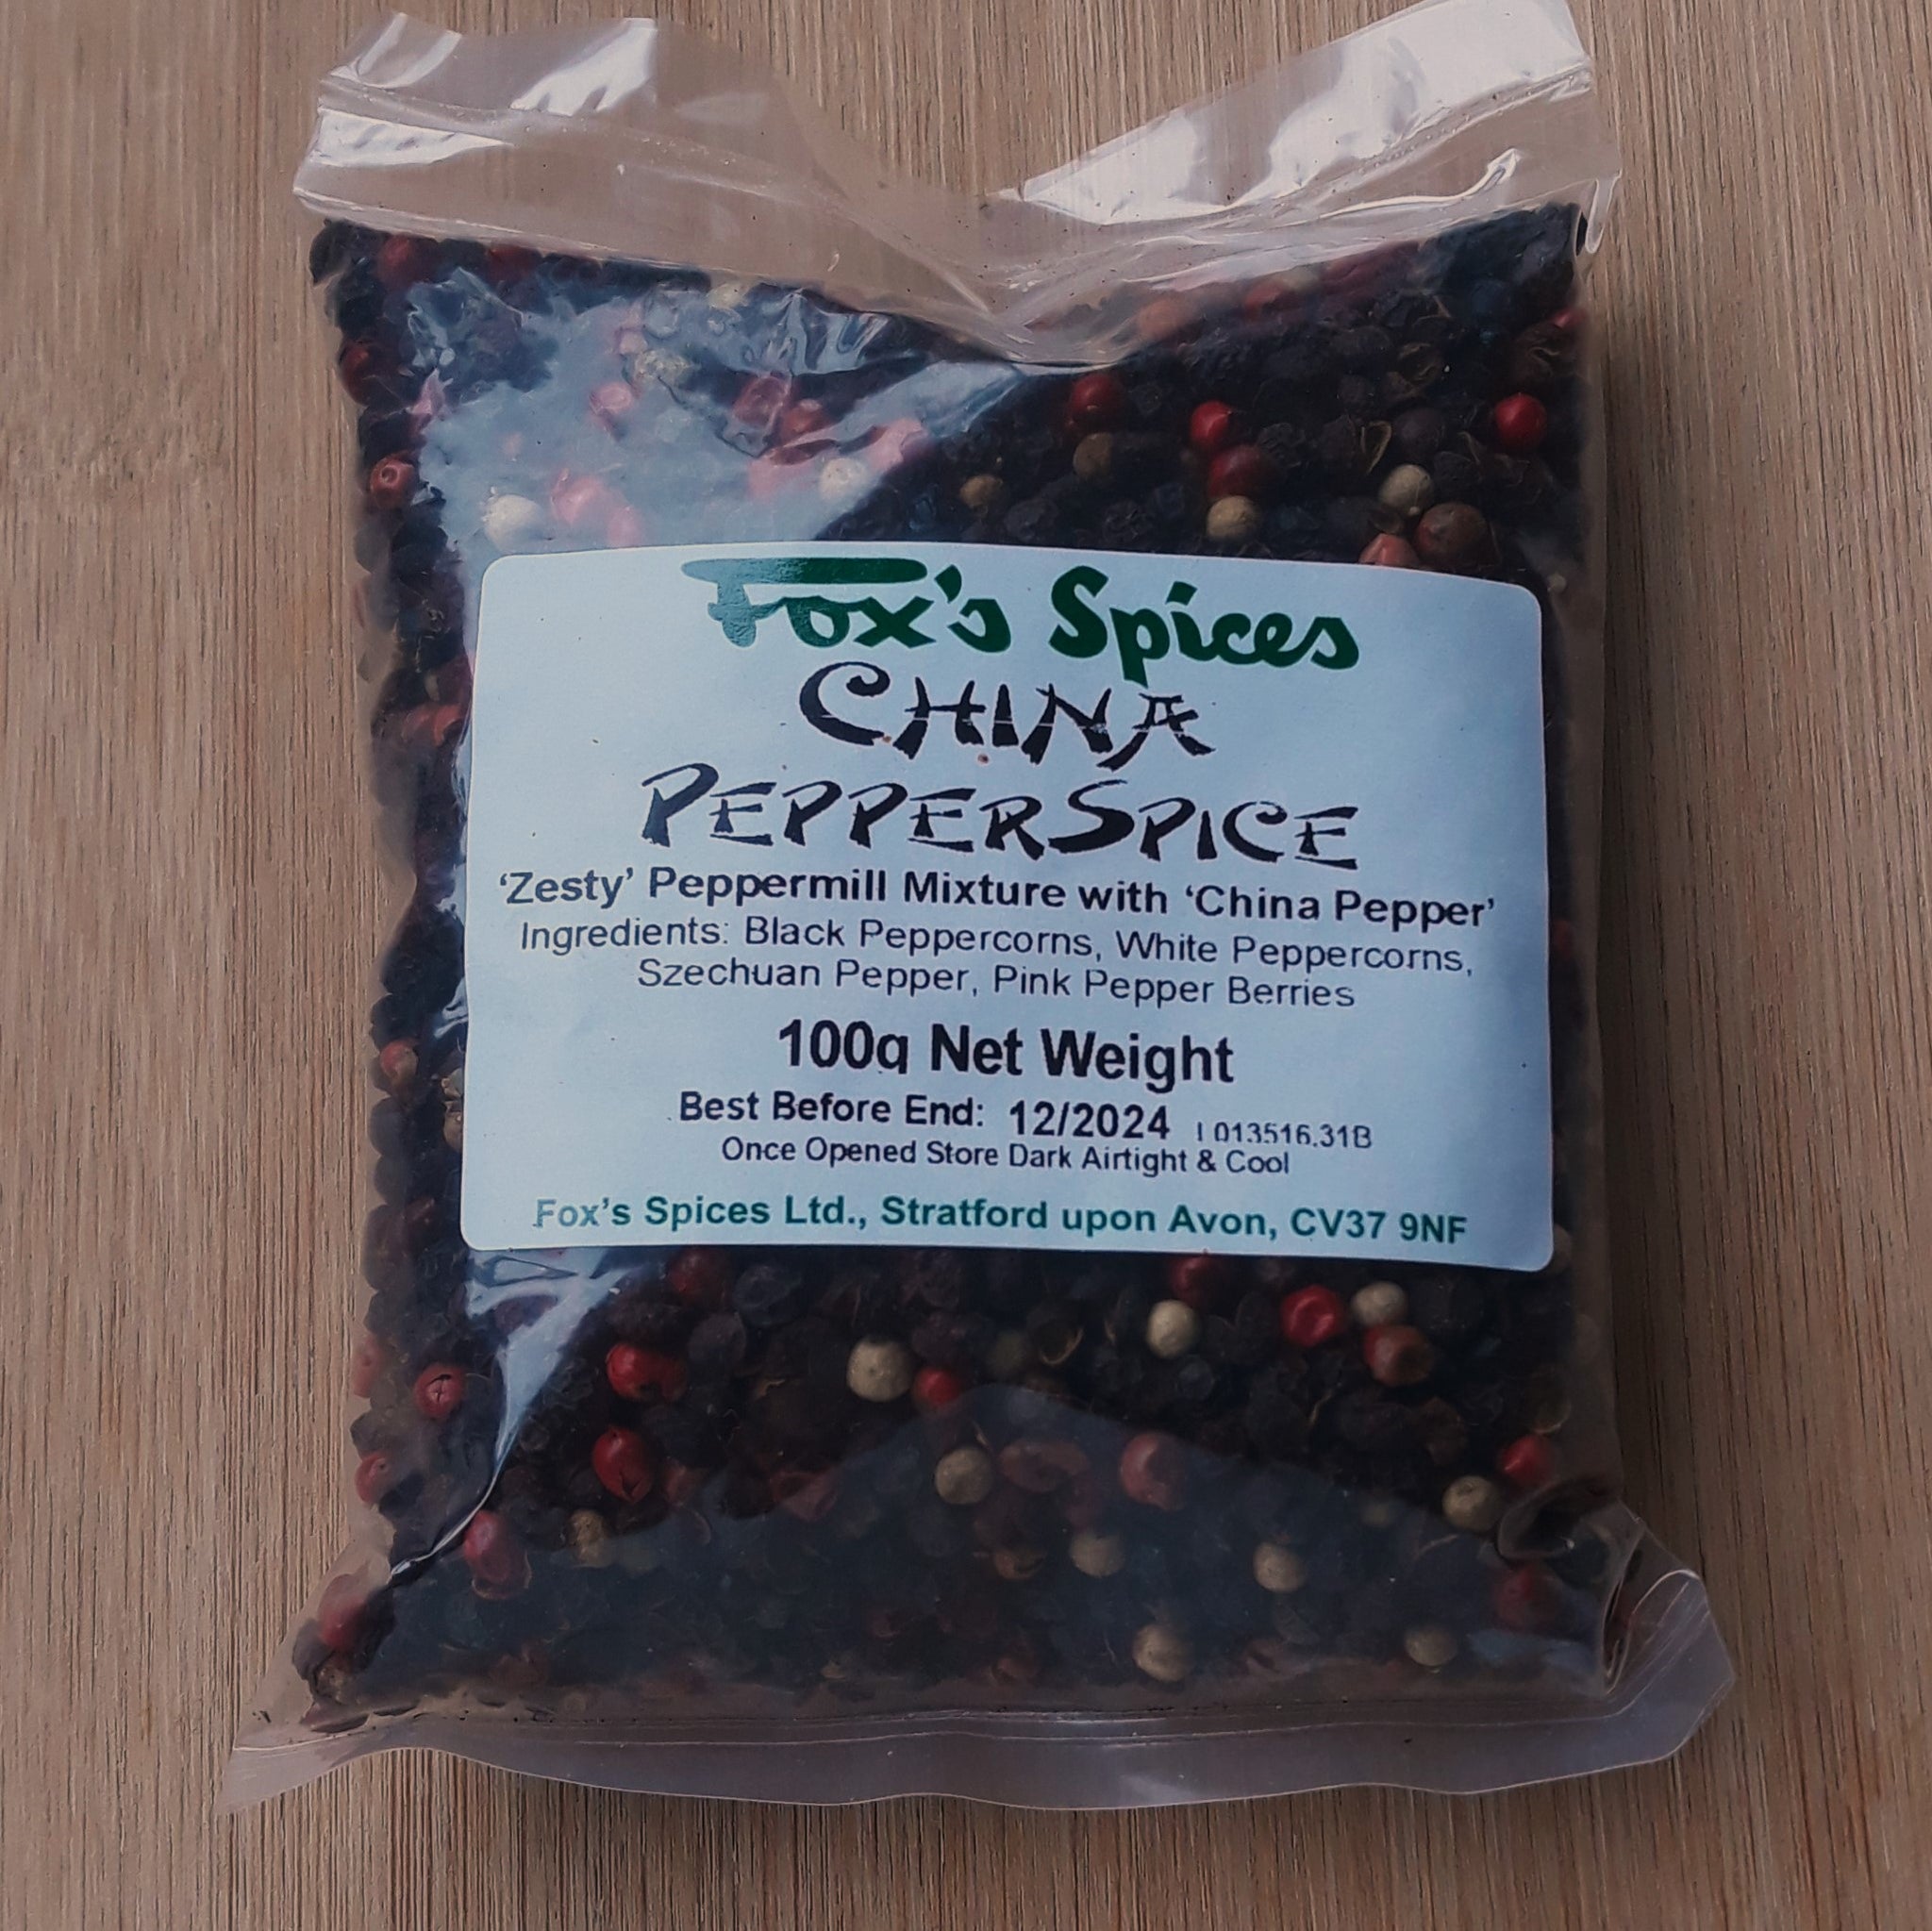 Fox's Spices
CHINA
PEPPERSPICE
‘Zesty’ Peppermill Mixture with ‘China Pepper’
Ingredients: Black Peppercorns, White Peppercorns,
Szechuan Pepper, Pink Pepper Berries
100g Net Weight
Best Before End: 12/2024 L013516.31B
Once Opened Store Dark Airtight & Cool
Fox's Spices Ltd., Stratford upon Avon, CV37 9NF